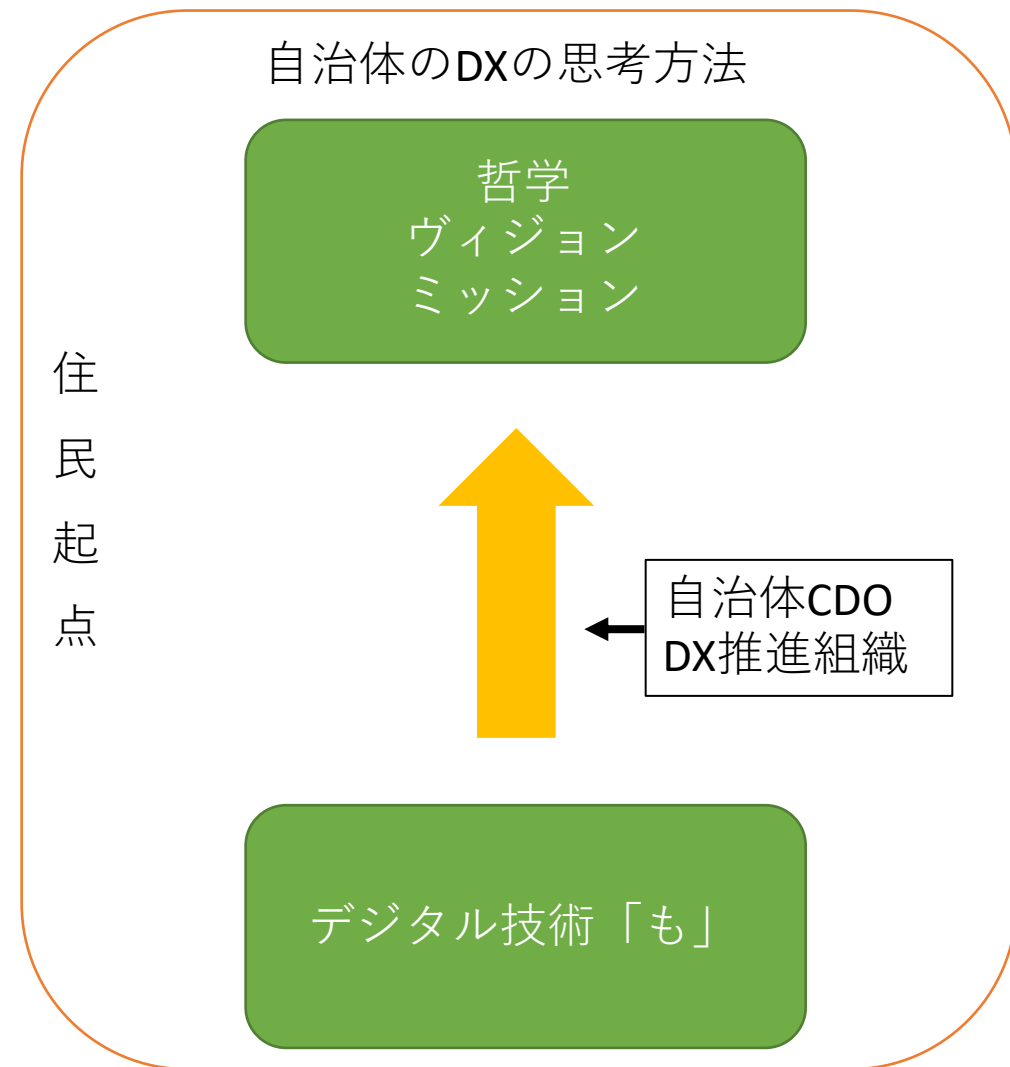 自治体のDXの思考方法
哲学
ヴィジョン
ミッション
住民起点
自治体CDO
DX推進組織
デジタル技術「も」